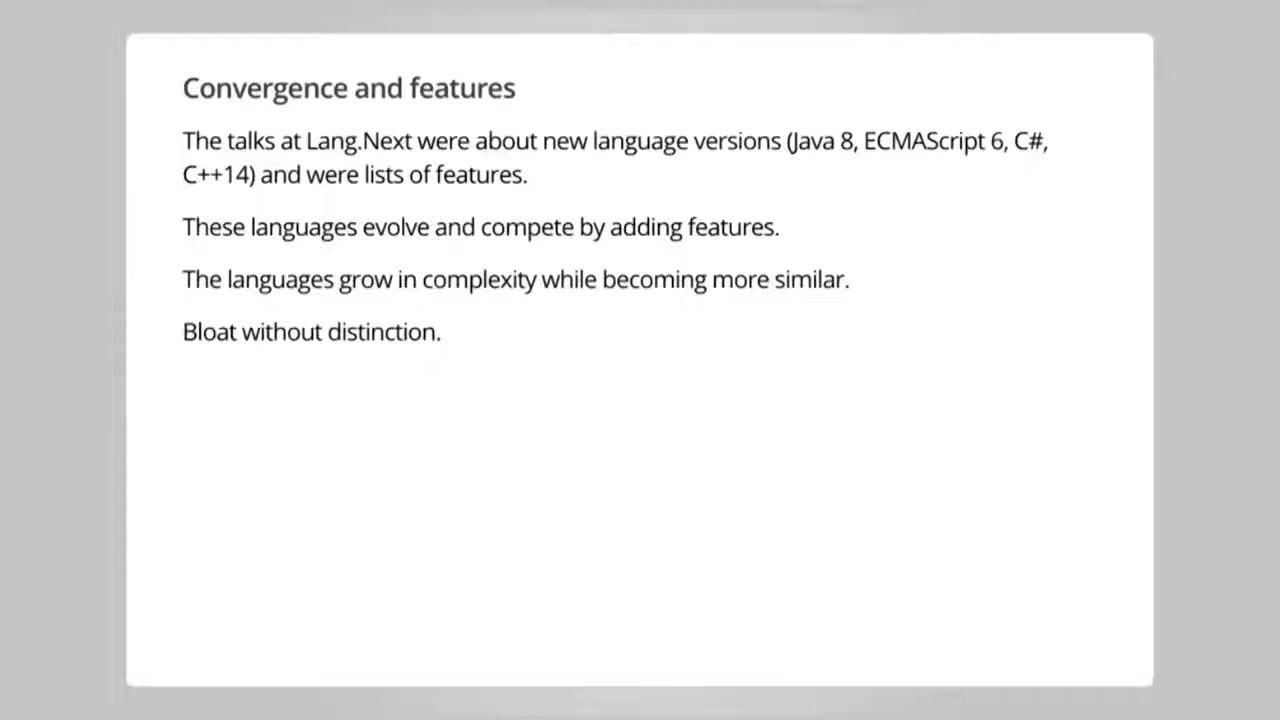 Convergence and features
The talks at Lang.Next were about new language versions (Java 8, ECMAScript 6, C#,
C++14) and were lists of features.
These languages evolve and compete by adding features.
The languages grow in complexity while becoming more similar.
Bloat without distinction.